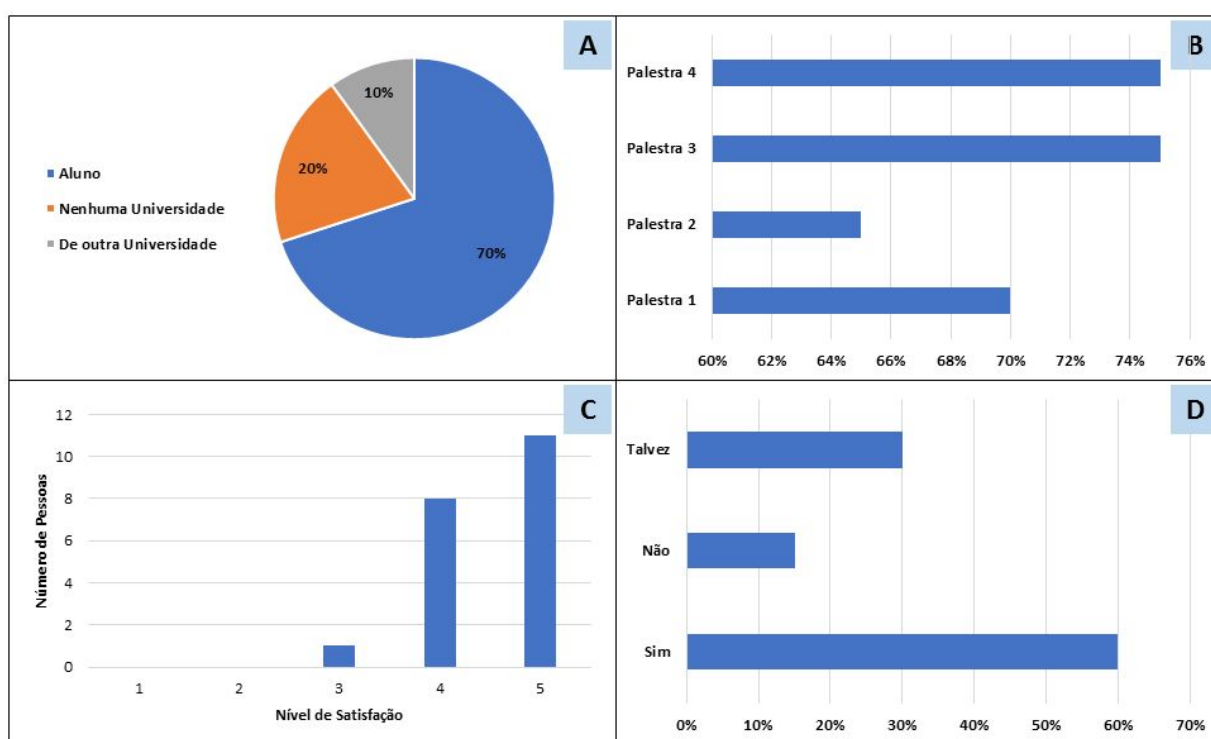 A
Aluno
Nenhuma Universidade
De outra Universidade
10%
20%
70%
B
Palestra 4
Palestra 3
Palestra 2
Palestra 1
60% 62% 64% 66% 68% 70% 72% 74% 76%
C
Número de Pessoas
12
10
8
6
4
2
0
1 2 3 4 5
Nível de Satisfação
D
Talvez
Não
Sim
0% 10% 20% 30% 40% 50% 60% 70%